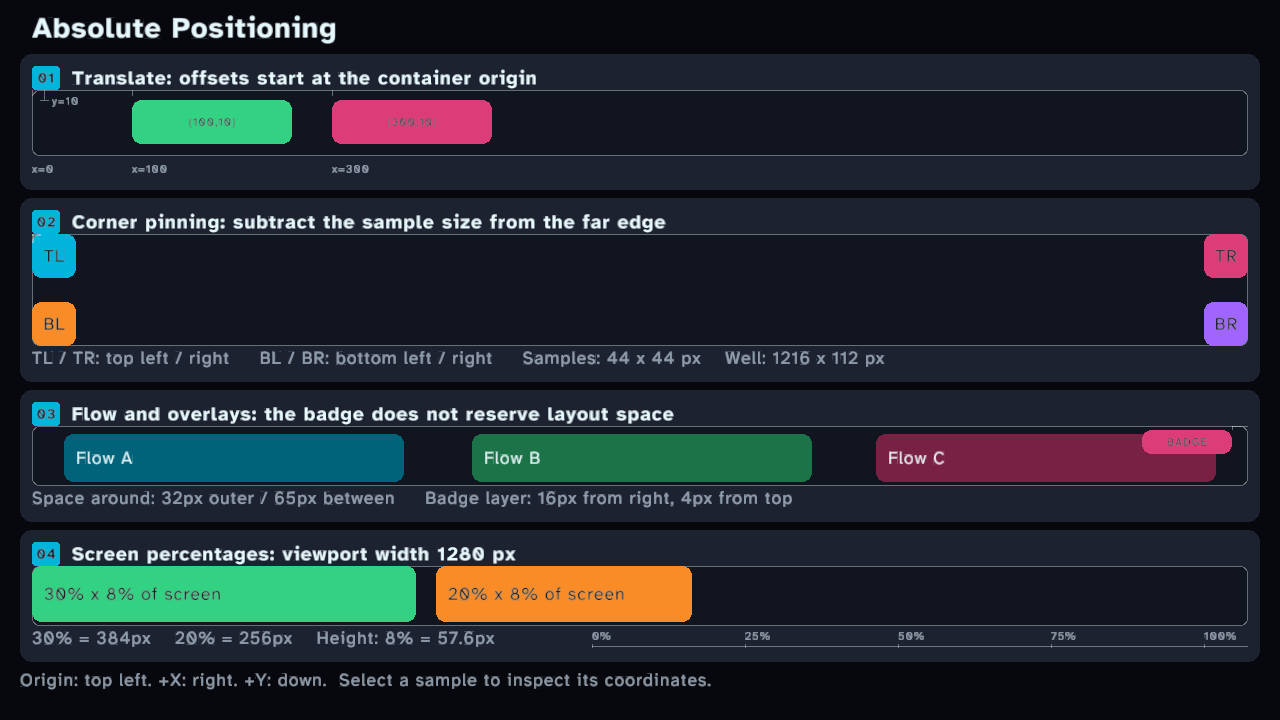 Absolute Positioning
01 Translate: offsets start at the container origin
y=10
(100,10) (300,10)
x=0 x=100 x=300
02 Corner pinning: subtract the sample size from the far edge
TL TR
BL BR
TL / TR: top left / right BL / BR: bottom left / right Samples: 44 x 44 px Well: 1216 x 112 px
03 Flow and overlays: the badge does not reserve layout space
BADGE
Flow A Flow B Flow C
Space around: 32px outer / 65px between Badge layer: 16px from right, 4px from top
04 Screen percentages: viewport width 1280 px
30% x 8% of screen 20% x 8% of screen
30% = 384px 20% = 256px Height: 8% = 57.6px 0% 25% 50% 75% 100%
Origin: top left. +X: right. +Y: down. Select a sample to inspect its coordinates.